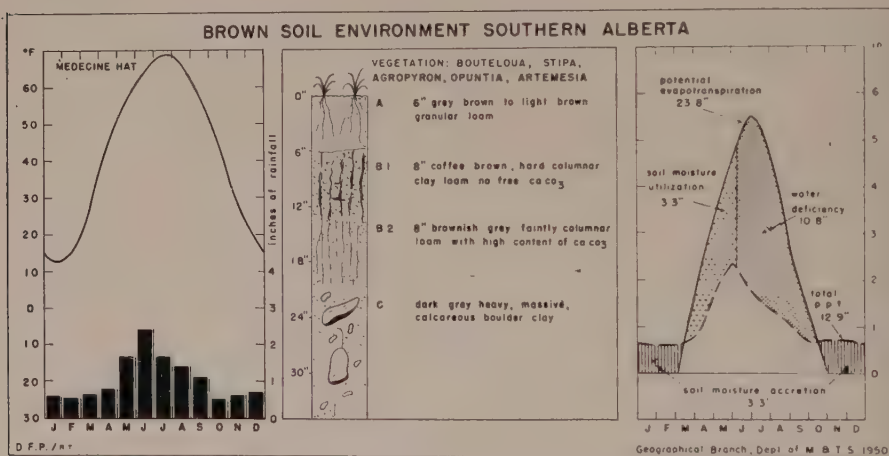 BROWN SOIL ENVIRONMENT SOUTHERN ALBERTA
°F
MEDECINE HAT
60
50
40
30
20
10
0
10
20
30
4
3
2
1
0
inches of rainfall
J F M A M J J A S O N D
D.F.P./RT
VEGETATION: BOUTELOUA, STIPA,
AGROPYRON, OPUNTIA, ARTEMESIA
0"
6"
12"
18"
24"
30"
A 6" grey brown to light brown
granular loam
B1 8" coffee brown, hard columnar
clay loam no free caco3
B2 8" brownish grey faintly columnar
loam with high content of caco3
C dark grey heavy, massive,
calcareous boulder clay
potential
evapotranspiration
23 8"
soil moisture
utilization
3 3"
water
deficiency
10 8"
total
p p t
12 9"
soil moisture accretion
3 3"
6
5
4
3
2
1
0
J F M A M J J A S O N D
Geographical Branch, Dept of M & T S 1950